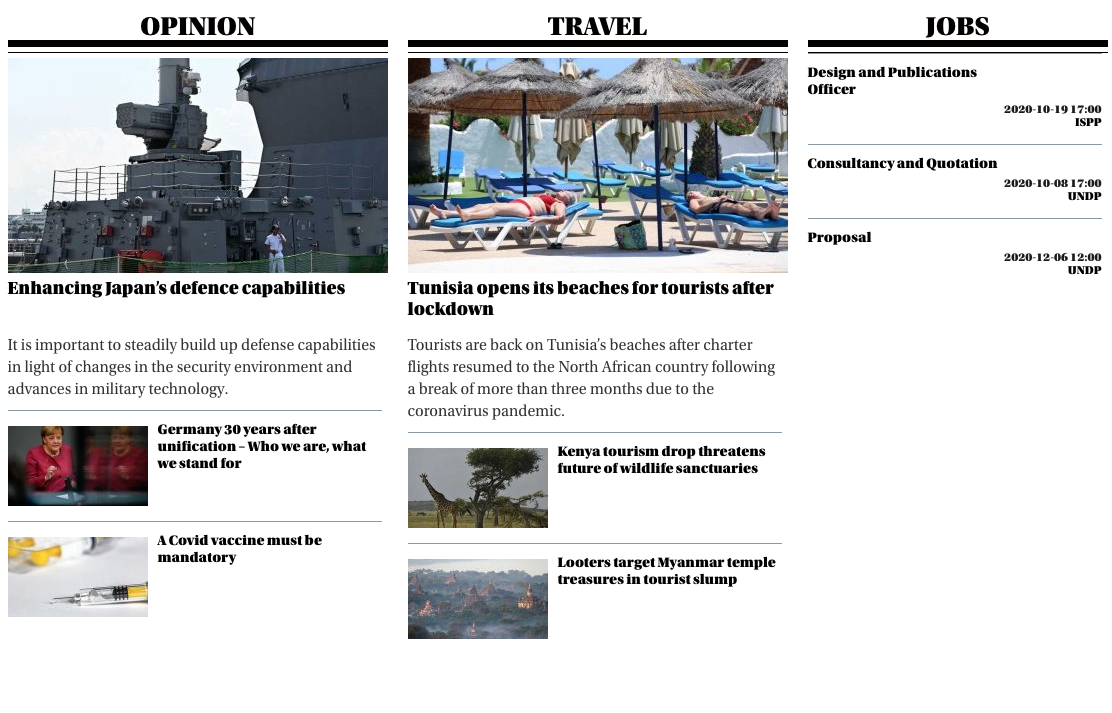 OPINION
Enhancing Japan's defence capabilities
It is important to steadily build up defense capabilities
in light of changes in the security environment and
advances in military technology.
Germany 30 years after
unification – Who we are, what
we stand for
A Covid vaccine must be
mandatory
TRAVEL
Tunisia opens its beaches for tourists after
lockdown
Tourists are back on Tunisia's beaches after charter
flights resumed to the North African country following
a break of more than three months due to the
coronavirus pandemic.
Kenya tourism drop threatens
future of wildlife sanctuaries
Looters target Myanmar temple
treasures in tourist slump
JOBS
Design and Publications
Officer
2020-10-19 17:00
ISPP
Consultancy and Quotation
2020-10-08 17:00
UNDP
Proposal
2020-12-06 12:00
UNDP